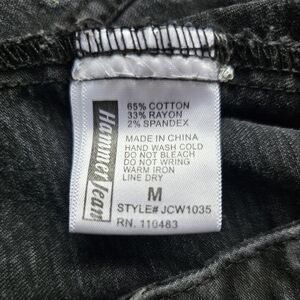 Hammer Jean
65% COTTON
33% RAYON
2% SPANDEX
MADE IN CHINA
HAND WASH COLD
DO NOT BLEACH
DO NOT WRING
WARM IRON
LINE DRY
M
STYLE# JCW1035
RN. 110483